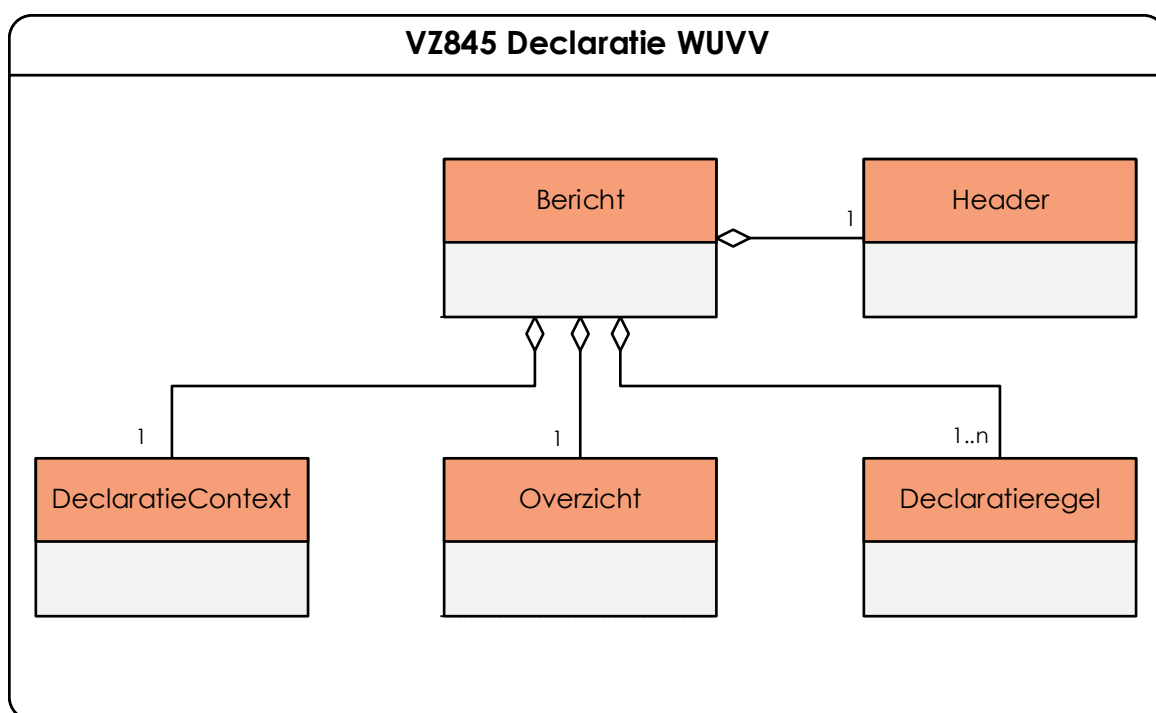 VZ845 Declaratie WUVV
Bericht
1
Header
1
1
1..n
DeclaratieContext
Overzicht
Declaratieregel